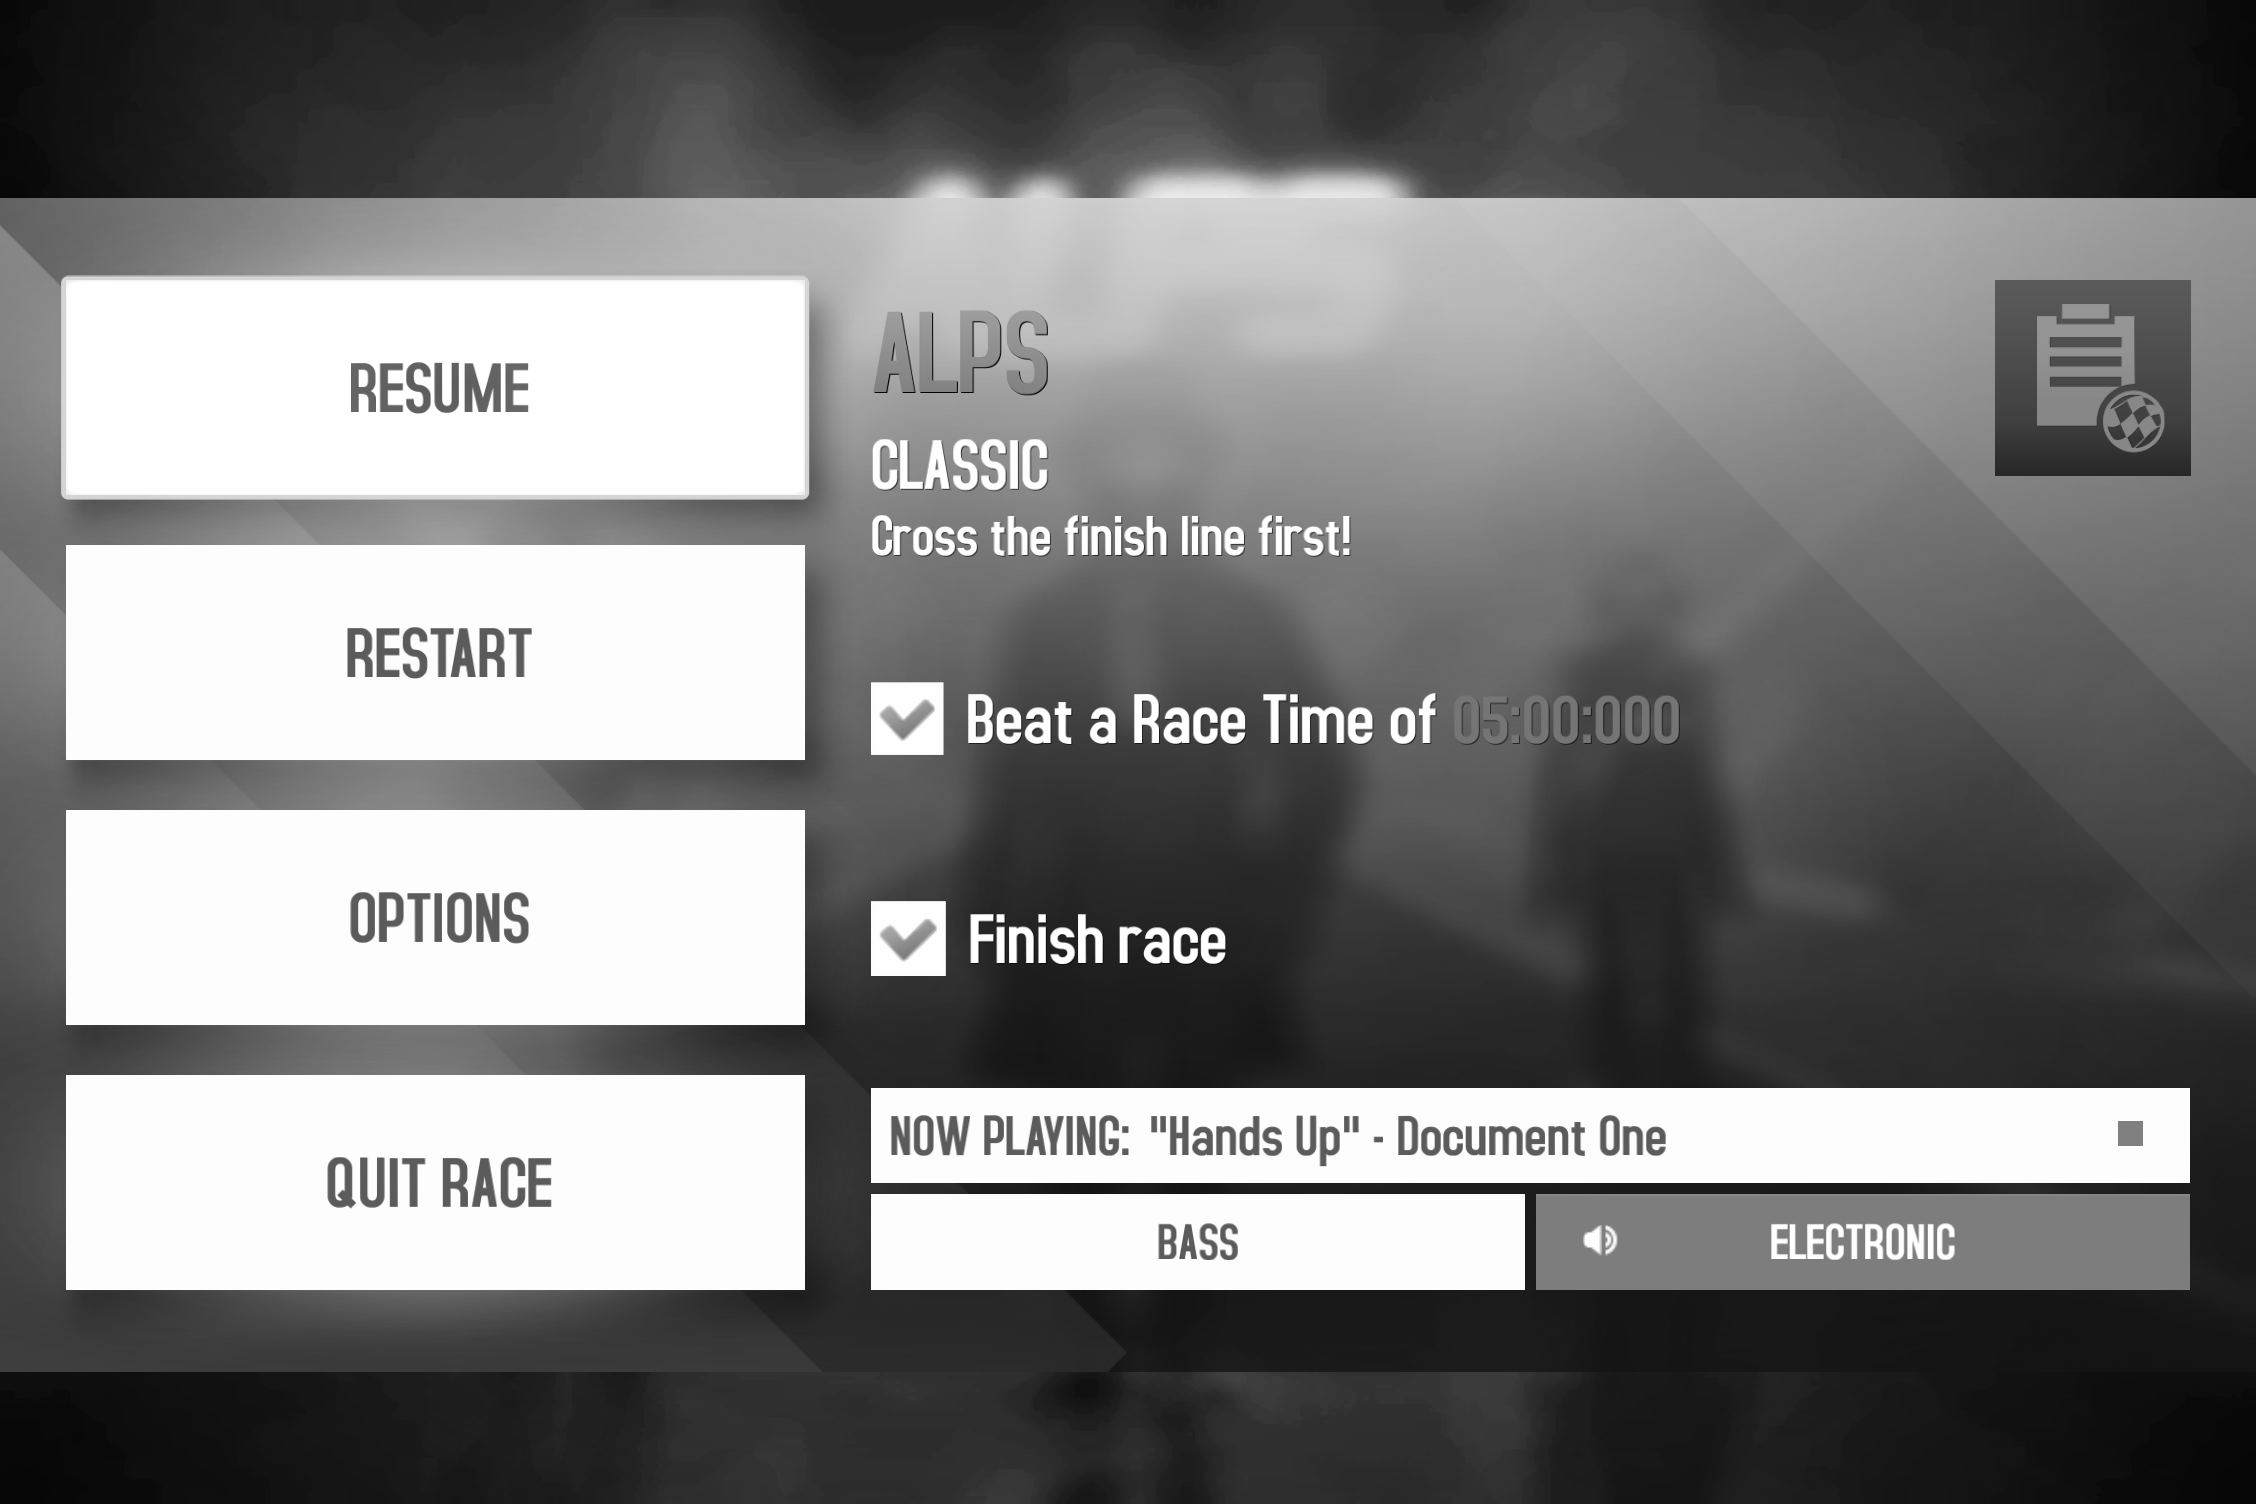 RESUME
RESTART
OPTIONS
QUIT RACE
ALPS
CLASSIC
Cross the finish line first!
Beat a Race Time of 05:00:000
Finish race
NOW PLAYING: "Hands Up" - Document One
BASS
ELECTRONIC